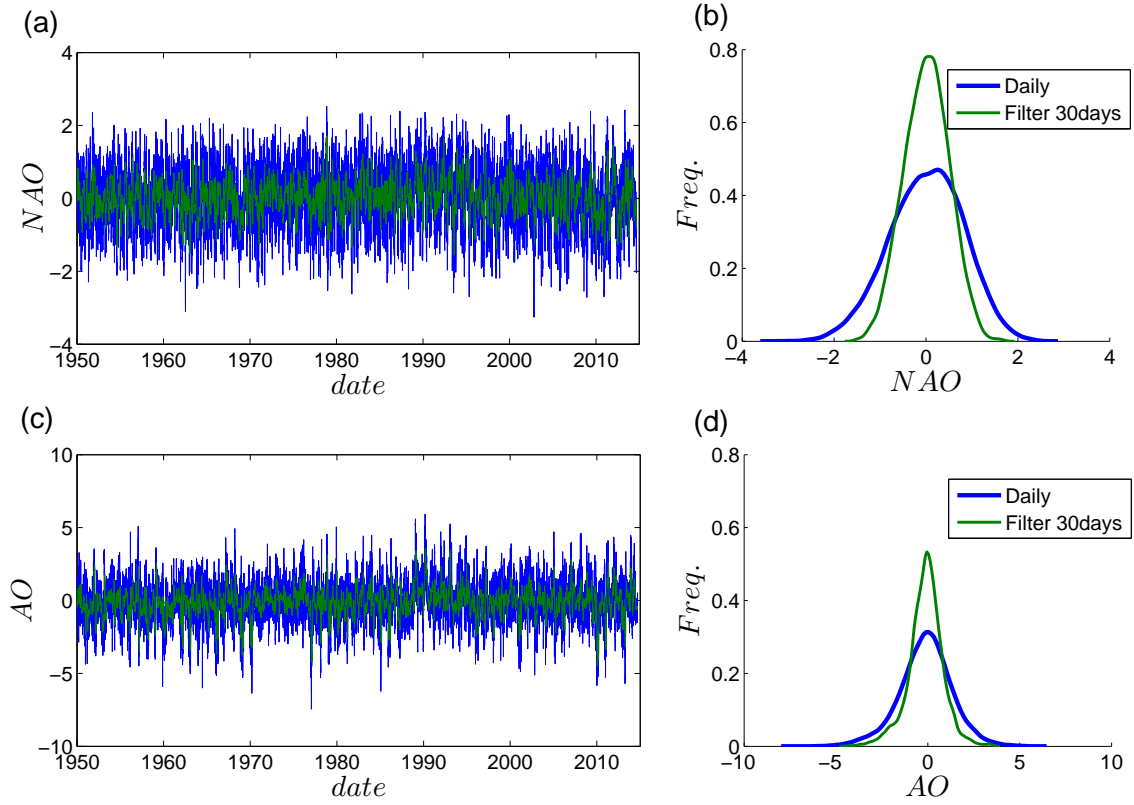 (a)
4
2
0
−2
−4
NAO
1950 1960 1970 1980 1990 2000 2010
date
(b)
0.8
0.6
0.4
0.2
0
Freq.
−4 −2 0 2 4
NAO
Daily
Filter 30days
(c)
10
5
0
−5
−10
AO
1950 1960 1970 1980 1990 2000 2010
date
(d)
0.8
0.6
0.4
0.2
0
Freq.
−10 −5 0 5 10
AO
Daily
Filter 30days